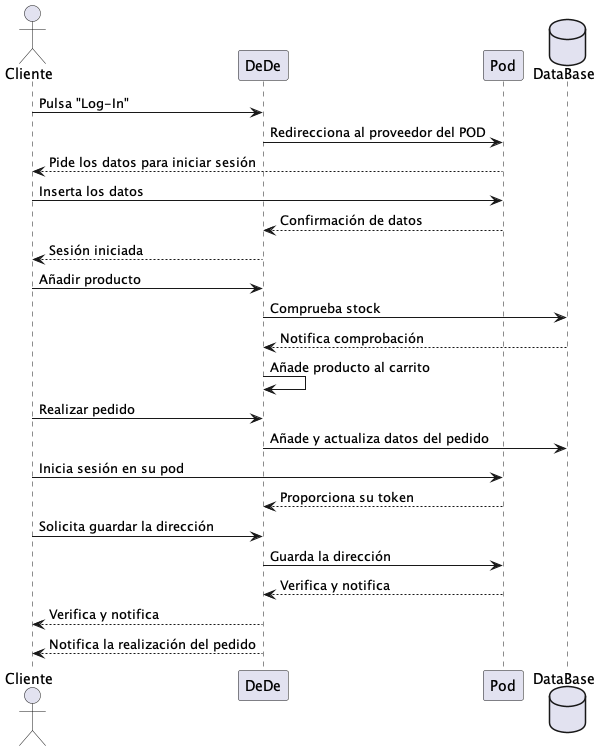 Cliente DeDe Pod DataBase
Pulsa "Log-In"
Redirecciona al proveedor del POD
Pide los datos para iniciar sesión
Inserta los datos
Confirmación de datos
Sesión iniciada
Añadir producto
Comprueba stock
Notifica comprobación
Añade producto al carrito
Realizar pedido
Añade y actualiza datos del pedido
Inicia sesión en su pod
Proporciona su token
Solicita guardar la dirección
Guarda la dirección
Verifica y notifica
Verifica y notifica
Notifica la realización del pedido
Cliente DeDe Pod DataBase